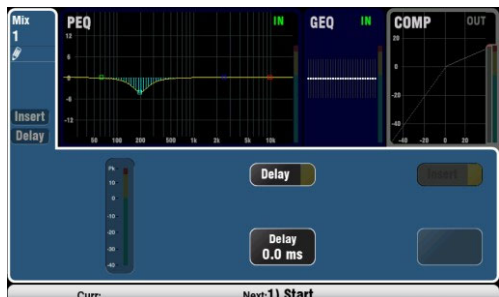 Mix PEQ IN GEQ IN COMP OUT
1
12
6
0
-6
-12
50 100 200 500 1k 2k 5k 10k
20
0
-20
-40
-40 -20 0 20
Insert
Delay
Pk
10
0
-10
-20
-30
-40
Delay
Insert
Delay
0.0 ms
Curr: Next:1) Start